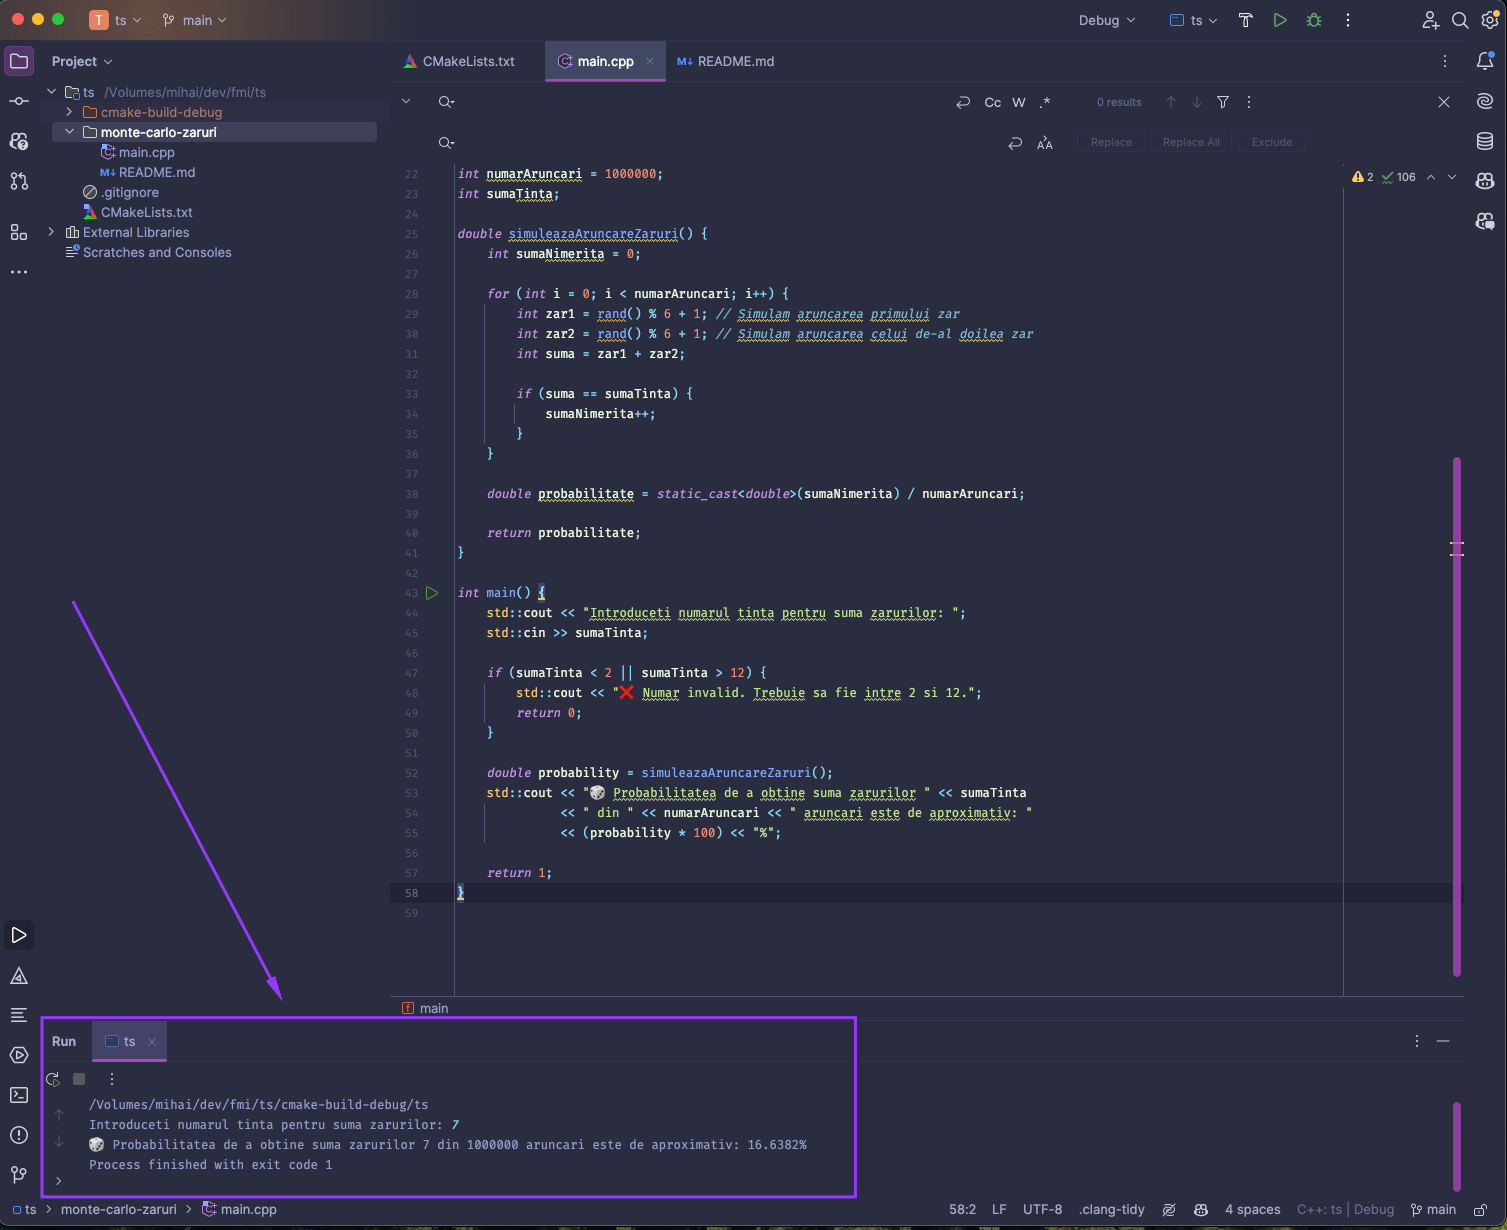 T ts main Debug ts
Project CMakeLists.txt main.cpp M↓ README.md
ts /Volumes/mihai/dev/fmi/ts
cmake-build-debug
monte-carlo-zaruri
main.cpp
M↓ README.md
.gitignore
CMakeLists.txt
External Libraries
Scratches and Consoles
Cc W .* 0 results
Replace Replace All Exclude
2 106
22 int numarAruncari = 1000000;
23 int sumaTinta;
24
25 double simuleazaAruncareZaruri() {
26 int sumaNimerita = 0;
27
28 for (int i = 0; i < numarAruncari; i++) {
29 int zar1 = rand() % 6 + 1; // Simulam aruncarea primului zar
30 int zar2 = rand() % 6 + 1; // Simulam aruncarea celui de-al doilea zar
31 int suma = zar1 + zar2;
32
33 if (suma == sumaTinta) {
34 sumaNimerita++;
35 }
36 }
37
38 double probabilitate = static_cast<double>(sumaNimerita) / numarAruncari;
39
40 return probabilitate;
41 }
42
43 int main() {
44 std::cout << "Introduceti numarul tinta pentru suma zarurilor: ";
45 std::cin >> sumaTinta;
46
47 if (sumaTinta < 2 || sumaTinta > 12) {
48 std::cout << "❌ Numar invalid. Trebuie sa fie intre 2 si 12.";
49 return 0;
50 }
51
52 double probability = simuleazaAruncareZaruri();
53 std::cout << "🎲 Probabilitatea de a obtine suma zarurilor " << sumaTinta
54 << " din " << numarAruncari << " aruncari este de aproximativ: "
55 << (probability * 100) << "%";
56
57 return 1;
58 }
59
f main
Run ts
/Volumes/mihai/dev/fmi/ts/cmake-build-debug/ts
Introduceti numarul tinta pentru suma zarurilor: 7
🎲 Probabilitatea de a obtine suma zarurilor 7 din 1000000 aruncari este de aproximativ: 16.6382%
Process finished with exit code 1
ts > monte-carlo-zaruri > main.cpp 58:2 LF UTF-8 .clang-tidy 4 spaces C++: ts | Debug main